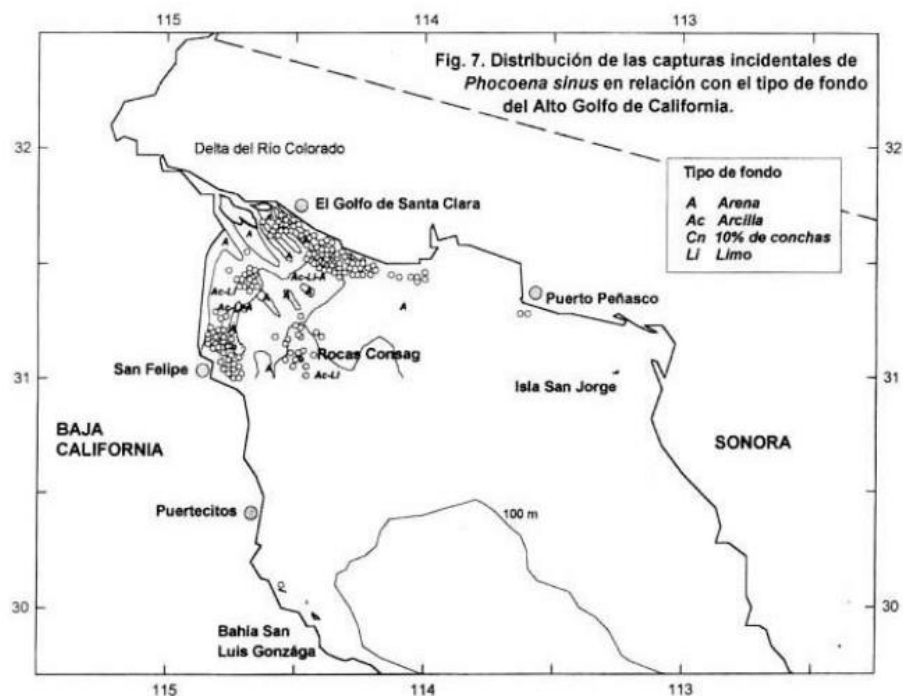 115
114
113
Fig. 7. Distribución de las capturas incidentales de
Phocoena sinus en relación con el tipo de fondo
del Alto Golfo de California.
32
32
Delta del Río Colorado
Tipo de fondo
A Arena
Ac Arcilla
Cn 10% de conchas
Li Limo
El Golfo de Santa Clara
A
A
A
Ac-Li-A
Ac-Li
A
A
A
Puerto Peñasco
Rocas Consag
San Felipe
A
Ac-Li
31
31
Isla San Jorge
BAJA
CALIFORNIA
SONORA
Puertecitos
100 m
30
30
Bahía San
Luis Gonzága
115
114
113